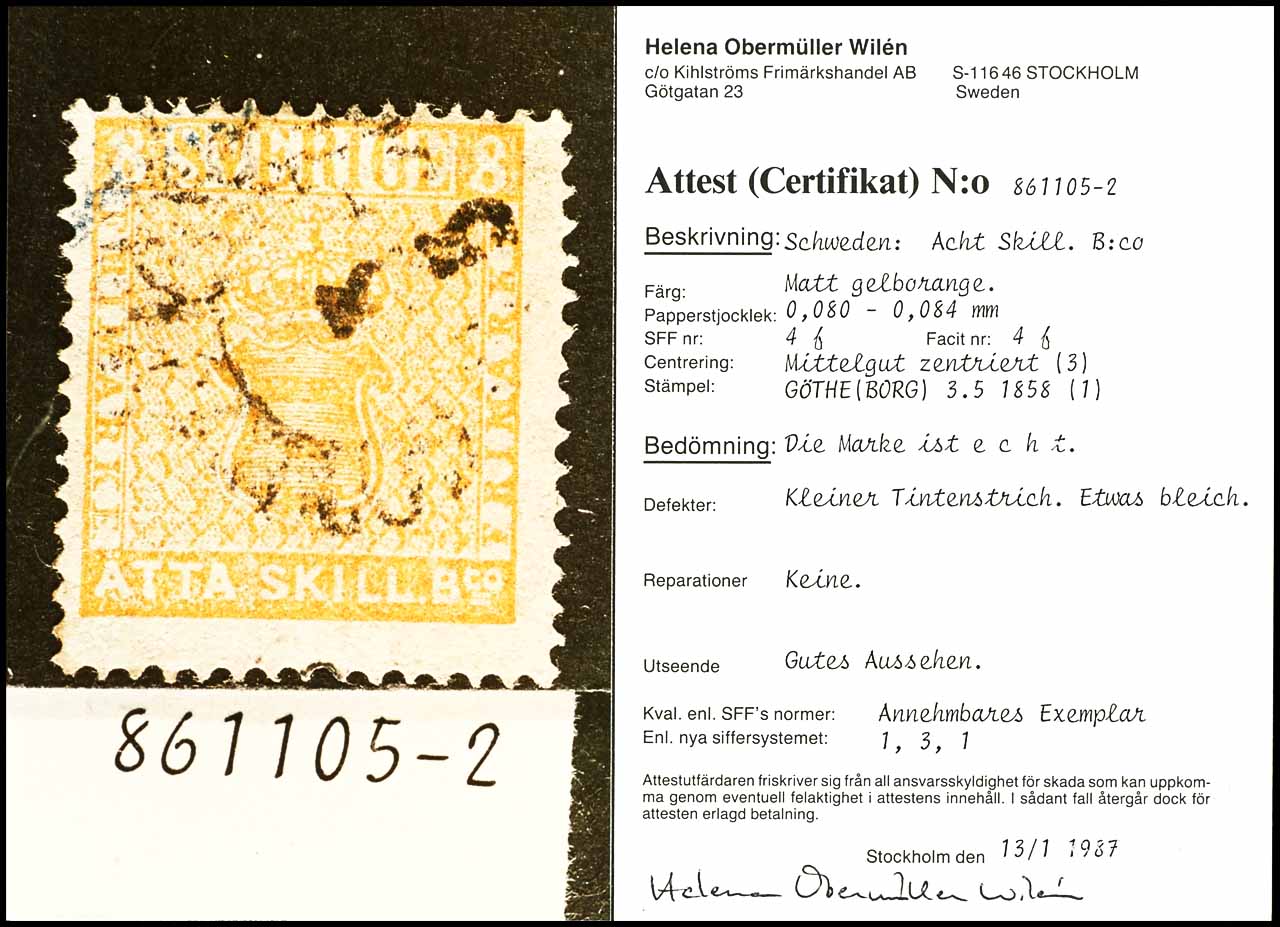 8 SVERIGE 8
FRIMÄRKE
ÅTTA SKILL. Bco
861105-2
Helena Obermüller Wilén
c/o Kihlströms Frimärkshandel AB S-116 46 STOCKHOLM
Götgatan 23 Sweden
Attest (Certifikat) N:o 861105-2
Beskrivning: Schweden: Acht Skill. B:co
Färg: Matt gelborange.
Papperstjocklek: 0,080 - 0,084 mm
SFF nr: 4 f Facit nr: 4 f
Centrering: Mittelgut zentriert (3)
Stämpel: GÖTHE(BORG) 3.5 1858 (1)
Bedömning: Die Marke ist e c h t.
Defekter: Kleiner Tintenstrich. Etwas bleich.
Reparationer Keine.
Utseende Gutes Aussehen.
Kval. enl. SFF's normer: Annehmbares Exemplar
Enl. nya siffersystemet: 1, 3, 1
Attestutfärdaren friskriver sig från all ansvarsskyldighet för skada som kan uppkom-
ma genom eventuell felaktighet i attestens innehåll. I sådant fall återgår dock för
attesten erlagd betalning.
Stockholm den 13/1 1987
Helena Obermüller Wilén